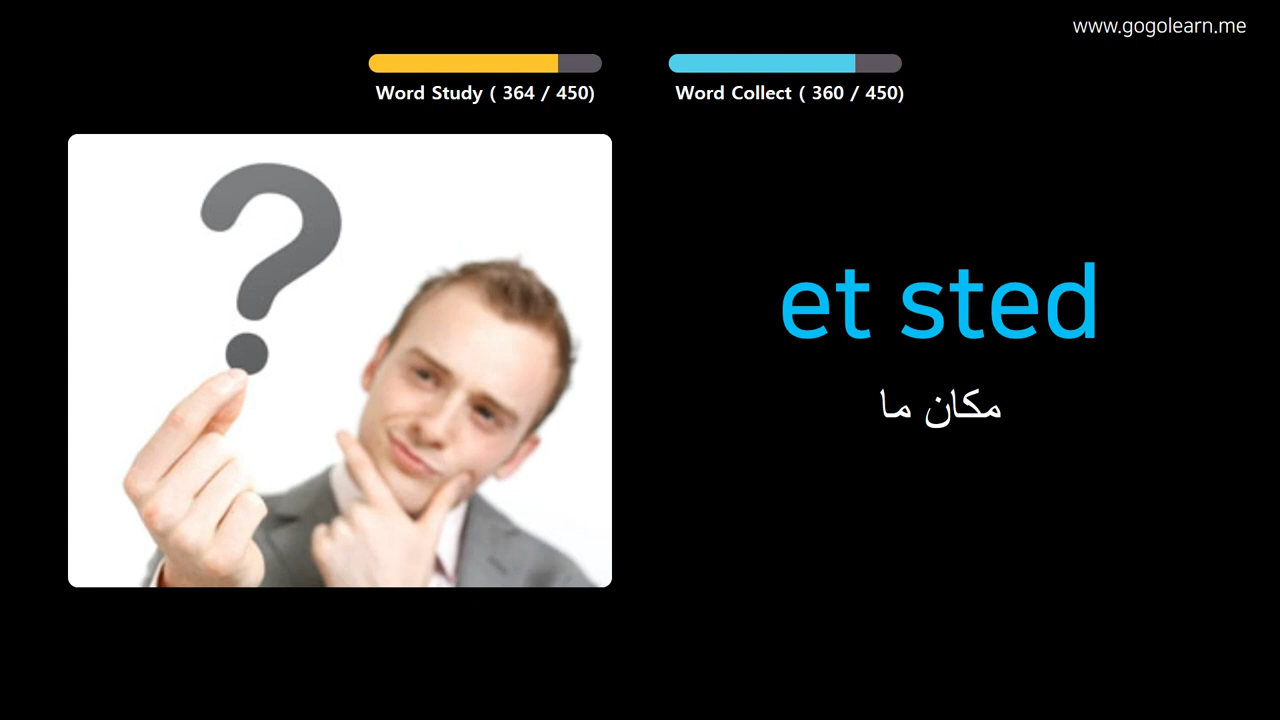 www.gogolearn.me
Word Study ( 364 / 450)
Word Collect ( 360 / 450)
et sted
مكان ما